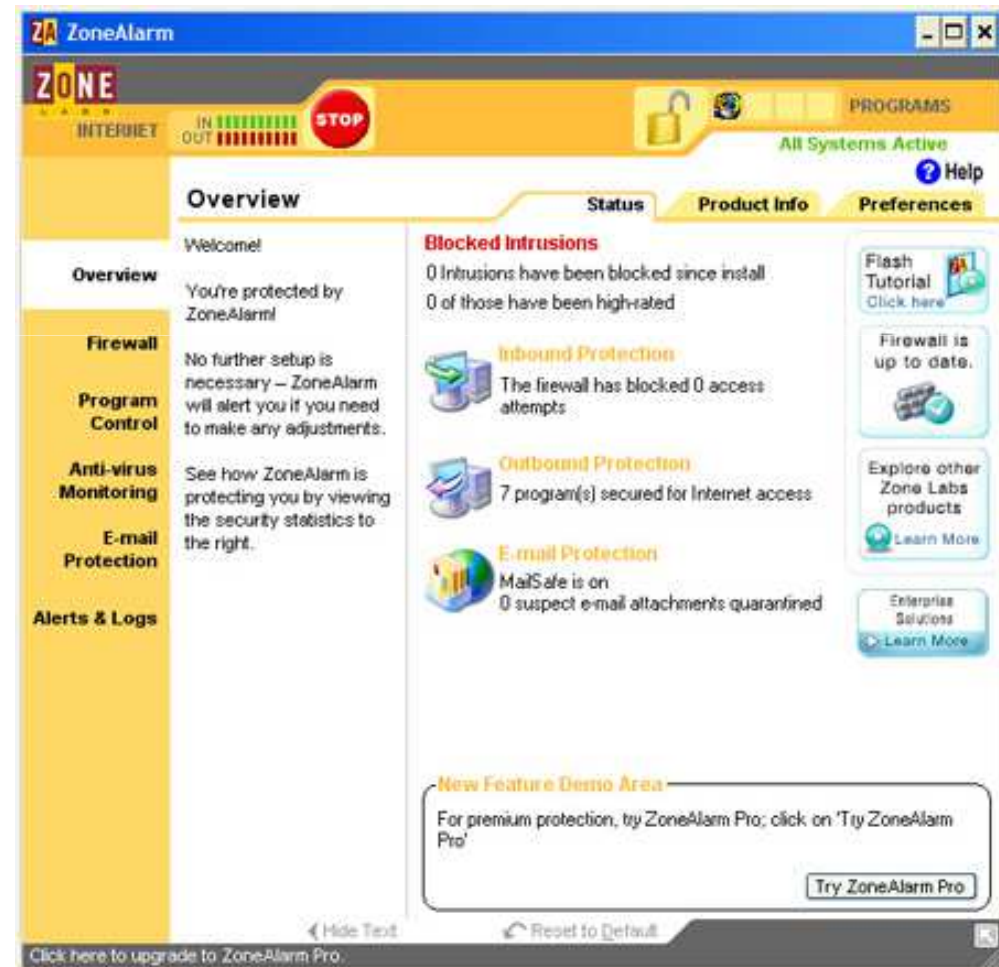 ZA ZoneAlarm
ZONE
LABS
INTERNET
IN
OUT
STOP
PROGRAMS
All Systems Active
? Help
Overview
Status
Product Info
Preferences
Overview
Firewall
Program
Control
Anti-virus
Monitoring
E-mail
Protection
Alerts & Logs
Welcome!
You're protected by
ZoneAlarm!
No further setup is
necessary – ZoneAlarm
will alert you if you need
to make any adjustments.
See how ZoneAlarm is
protecting you by viewing
the security statistics to
the right.
Blocked Intrusions
0 Intrusions have been blocked since install
0 of those have been high-rated
Inbound Protection
The firewall has blocked 0 access
attempts
Outbound Protection
7 program(s) secured for Internet access
E-mail Protection
MailSafe is on
0 suspect e-mail attachments quarantined
Flash
Tutorial
Click here
Firewall is
up to date.
Explore other
Zone Labs
products
Learn More
Enterprise
Solutions
Learn More
New Feature Demo Area
For premium protection, try ZoneAlarm Pro; click on 'Try ZoneAlarm
Pro'
Try ZoneAlarm Pro
Hide Text
Reset to Default
Click here to upgrade to ZoneAlarm Pro.